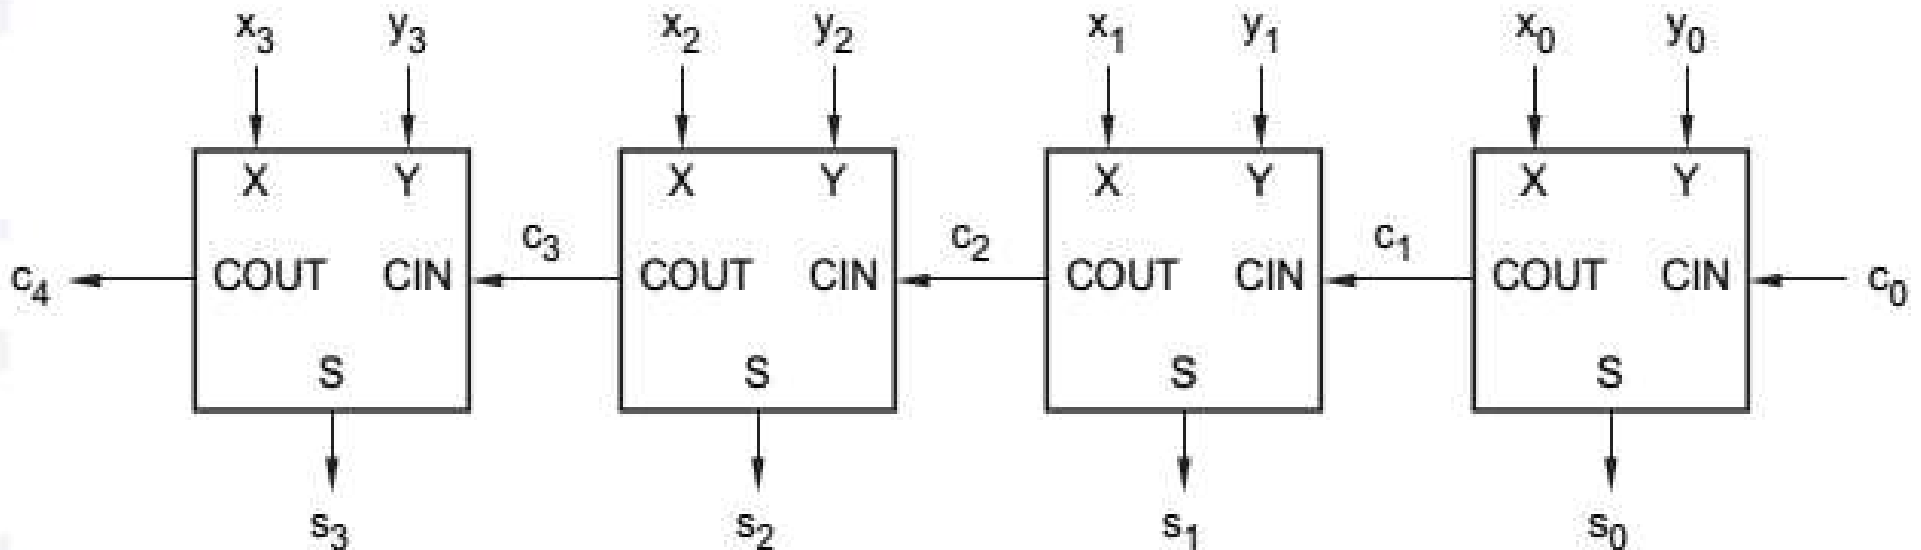 x₃ y₃ x₂ y₂ x₁ y₁ x₀ y₀
X Y X Y X Y X Y
c₄ COUT CIN c₃ COUT CIN c₂ COUT CIN c₁ COUT CIN c₀
S S S S
s₃ s₂ s₁ s₀